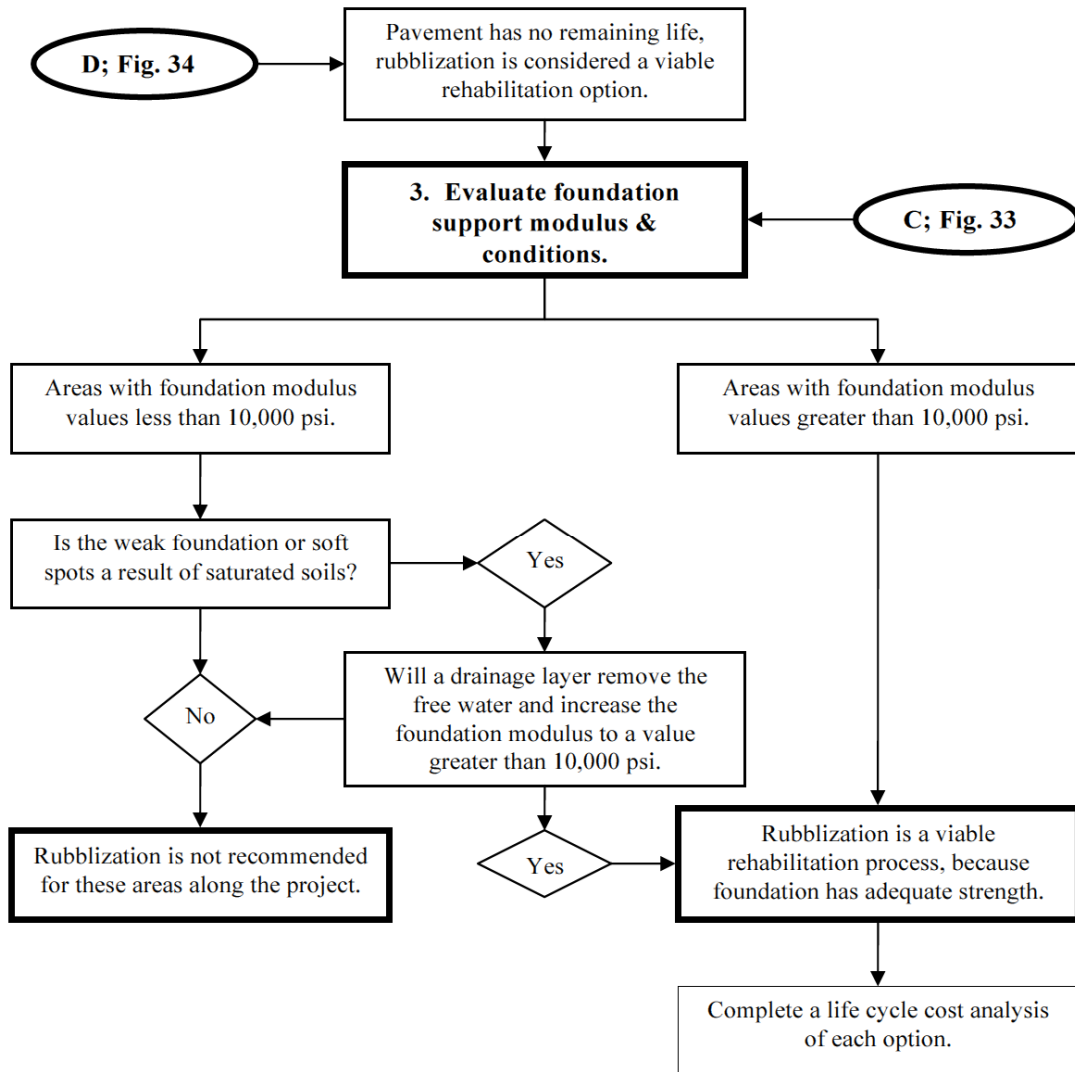 Pavement has no remaining life,
rubblization is considered a viable
rehabilitation option.
D; Fig. 34
3. Evaluate foundation
support modulus &
conditions.
C; Fig. 33
Areas with foundation modulus
values less than 10,000 psi.
Areas with foundation modulus
values greater than 10,000 psi.
Is the weak foundation or soft
spots a result of saturated soils?
Yes
Will a drainage layer remove the
free water and increase the
foundation modulus to a value
greater than 10,000 psi.
No
Rubblization is not recommended
for these areas along the project.
Yes
Rubblization is a viable
rehabilitation process, because
foundation has adequate strength.
Complete a life cycle cost analysis
of each option.